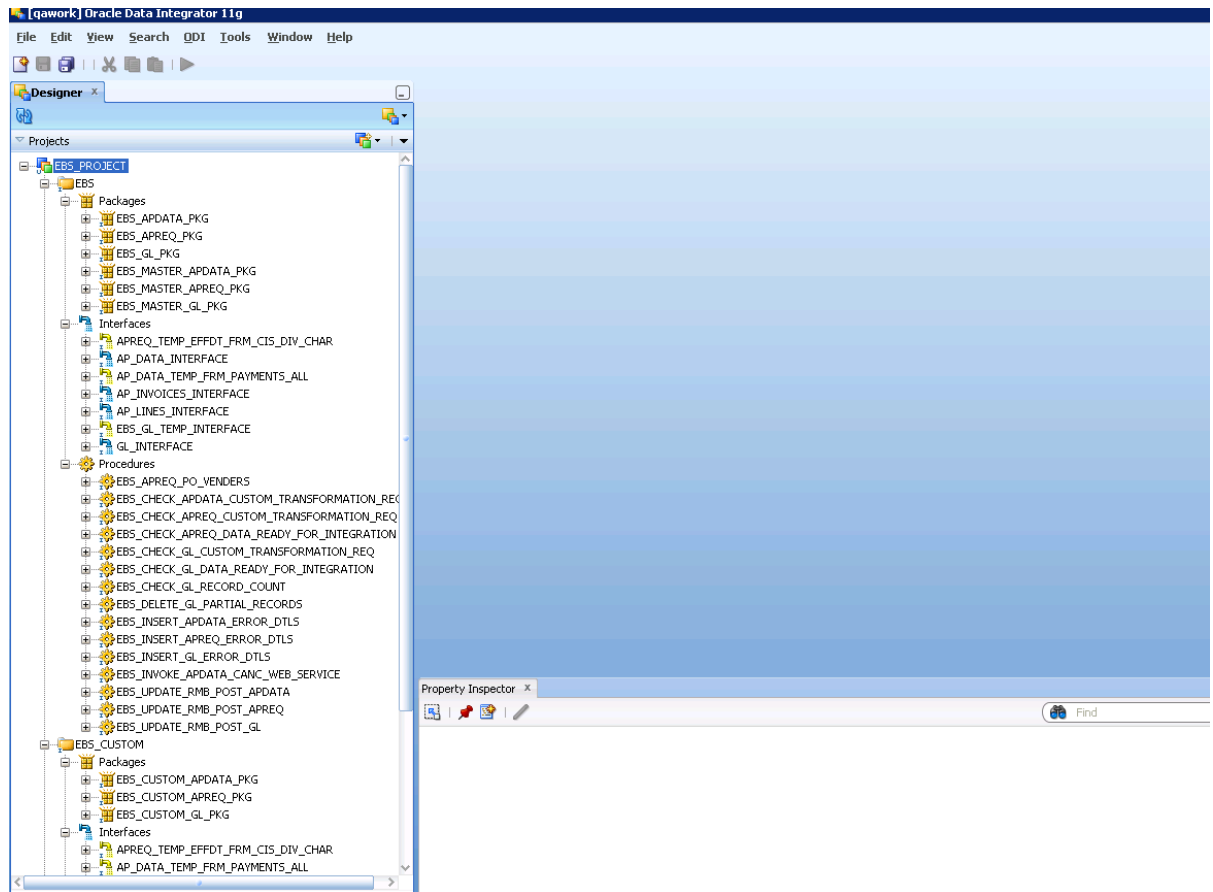 [qawork] Oracle Data Integrator 11g
File Edit View Search ODI Tools Window Help
Designer x
Projects
EBS_PROJECT
EBS
Packages
EBS_APDATA_PKG
EBS_APREQ_PKG
EBS_GL_PKG
EBS_MASTER_APDATA_PKG
EBS_MASTER_APREQ_PKG
EBS_MASTER_GL_PKG
Interfaces
APREQ_TEMP_EFFDT_FRM_CIS_DIV_CHAR
AP_DATA_INTERFACE
AP_DATA_TEMP_FRM_PAYMENTS_ALL
AP_INVOICES_INTERFACE
AP_LINES_INTERFACE
EBS_GL_TEMP_INTERFACE
GL_INTERFACE
Procedures
EBS_APREQ_PO_VENDERS
EBS_CHECK_APDATA_CUSTOM_TRANSFORMATION_REQ
EBS_CHECK_APREQ_CUSTOM_TRANSFORMATION_REQ
EBS_CHECK_APREQ_DATA_READY_FOR_INTEGRATION
EBS_CHECK_GL_CUSTOM_TRANSFORMATION_REQ
EBS_CHECK_GL_DATA_READY_FOR_INTEGRATION
EBS_CHECK_GL_RECORD_COUNT
EBS_DELETE_GL_PARTIAL_RECORDS
EBS_INSERT_APDATA_ERROR_DTLS
EBS_INSERT_APREQ_ERROR_DTLS
EBS_INSERT_GL_ERROR_DTLS
EBS_INVOKE_APDATA_CANC_WEB_SERVICE
EBS_UPDATE_RMB_POST_APDATA
EBS_UPDATE_RMB_POST_APREQ
EBS_UPDATE_RMB_POST_GL
EBS_CUSTOM
Packages
EBS_CUSTOM_APDATA_PKG
EBS_CUSTOM_APREQ_PKG
EBS_CUSTOM_GL_PKG
Interfaces
APREQ_TEMP_EFFDT_FRM_CIS_DIV_CHAR
AP_DATA_TEMP_FRM_PAYMENTS_ALL
Property Inspector x
Find